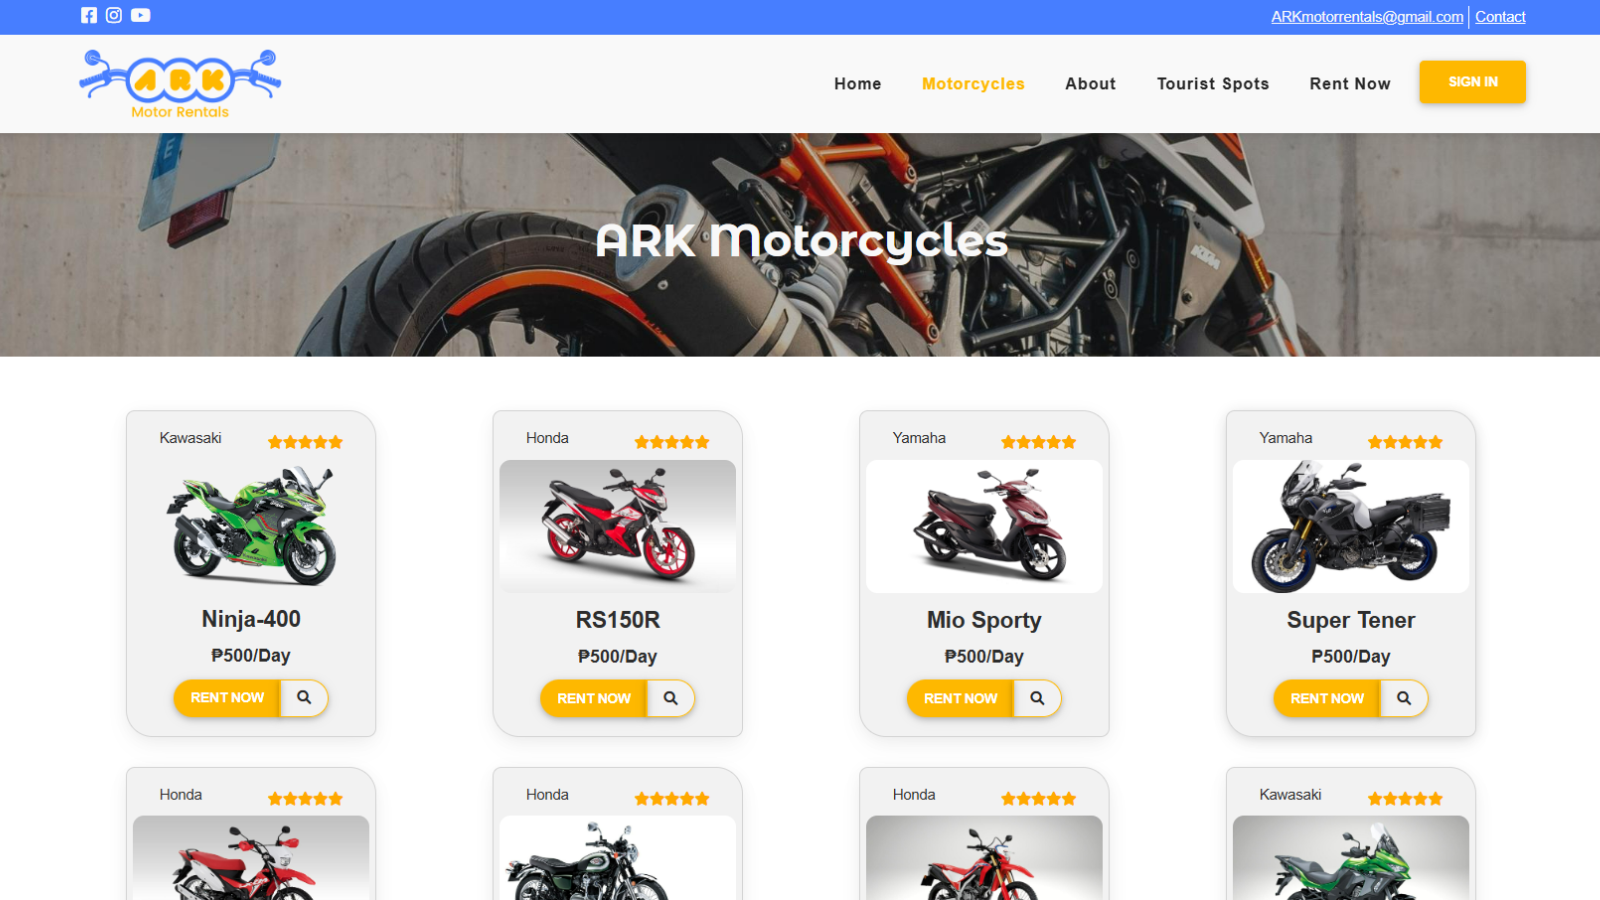 ARKmotorrentals@gmail.com Contact
ARK
Motor Rentals
Home Motorcycles About Tourist Spots Rent Now SIGN IN
E
KTM
ARK Motorcycles
Kawasaki
Ninja-400
₱500/Day
RENT NOW
Honda
RS150R
₱500/Day
RENT NOW
Yamaha
Mio Sporty
₱500/Day
RENT NOW
Yamaha
Super Tener
P500/Day
RENT NOW
Honda
Honda
Honda
Kawasaki